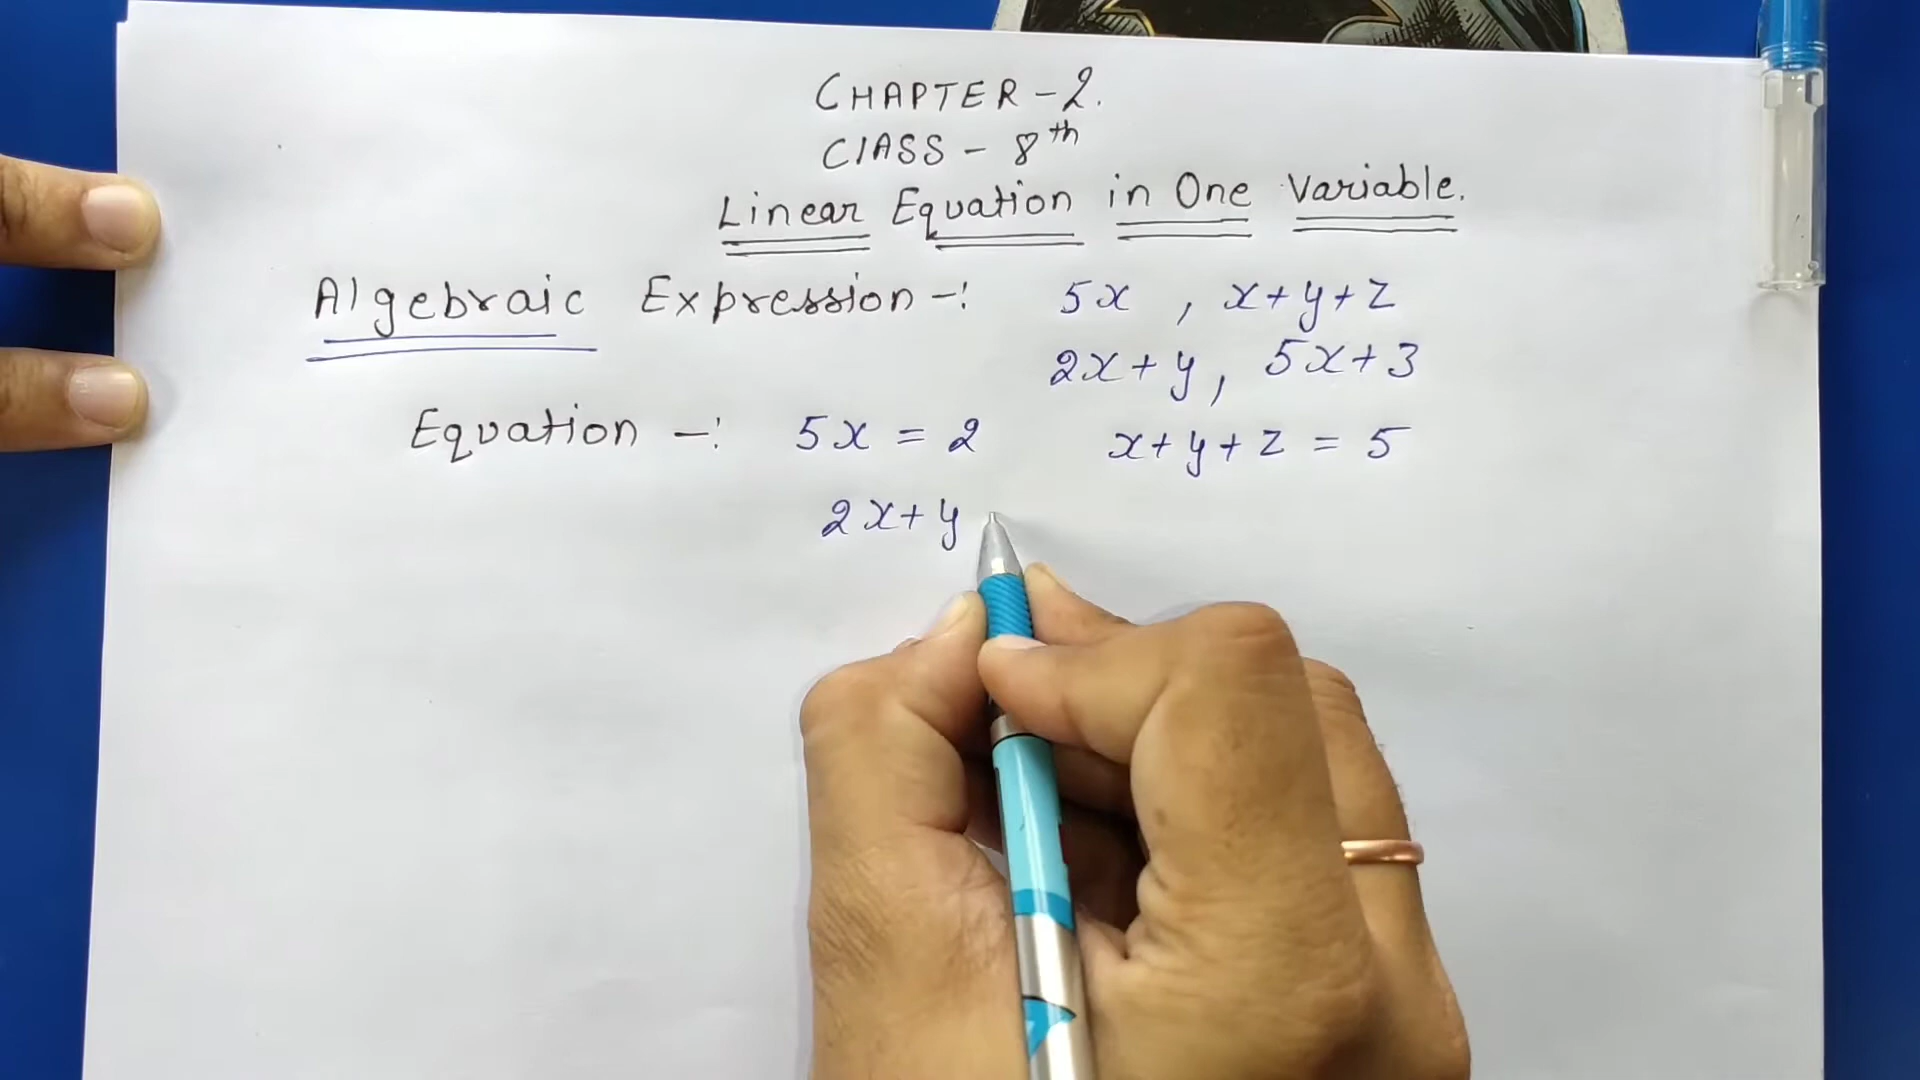 CHAPTER - 2.
ClASS - 8th
Linear Equation in One Variable.
Algebraic Expression -: 5x , x+y+z
2x+y, 5x+3
Equation -: 5x = 2 x+y+z = 5
2x+y